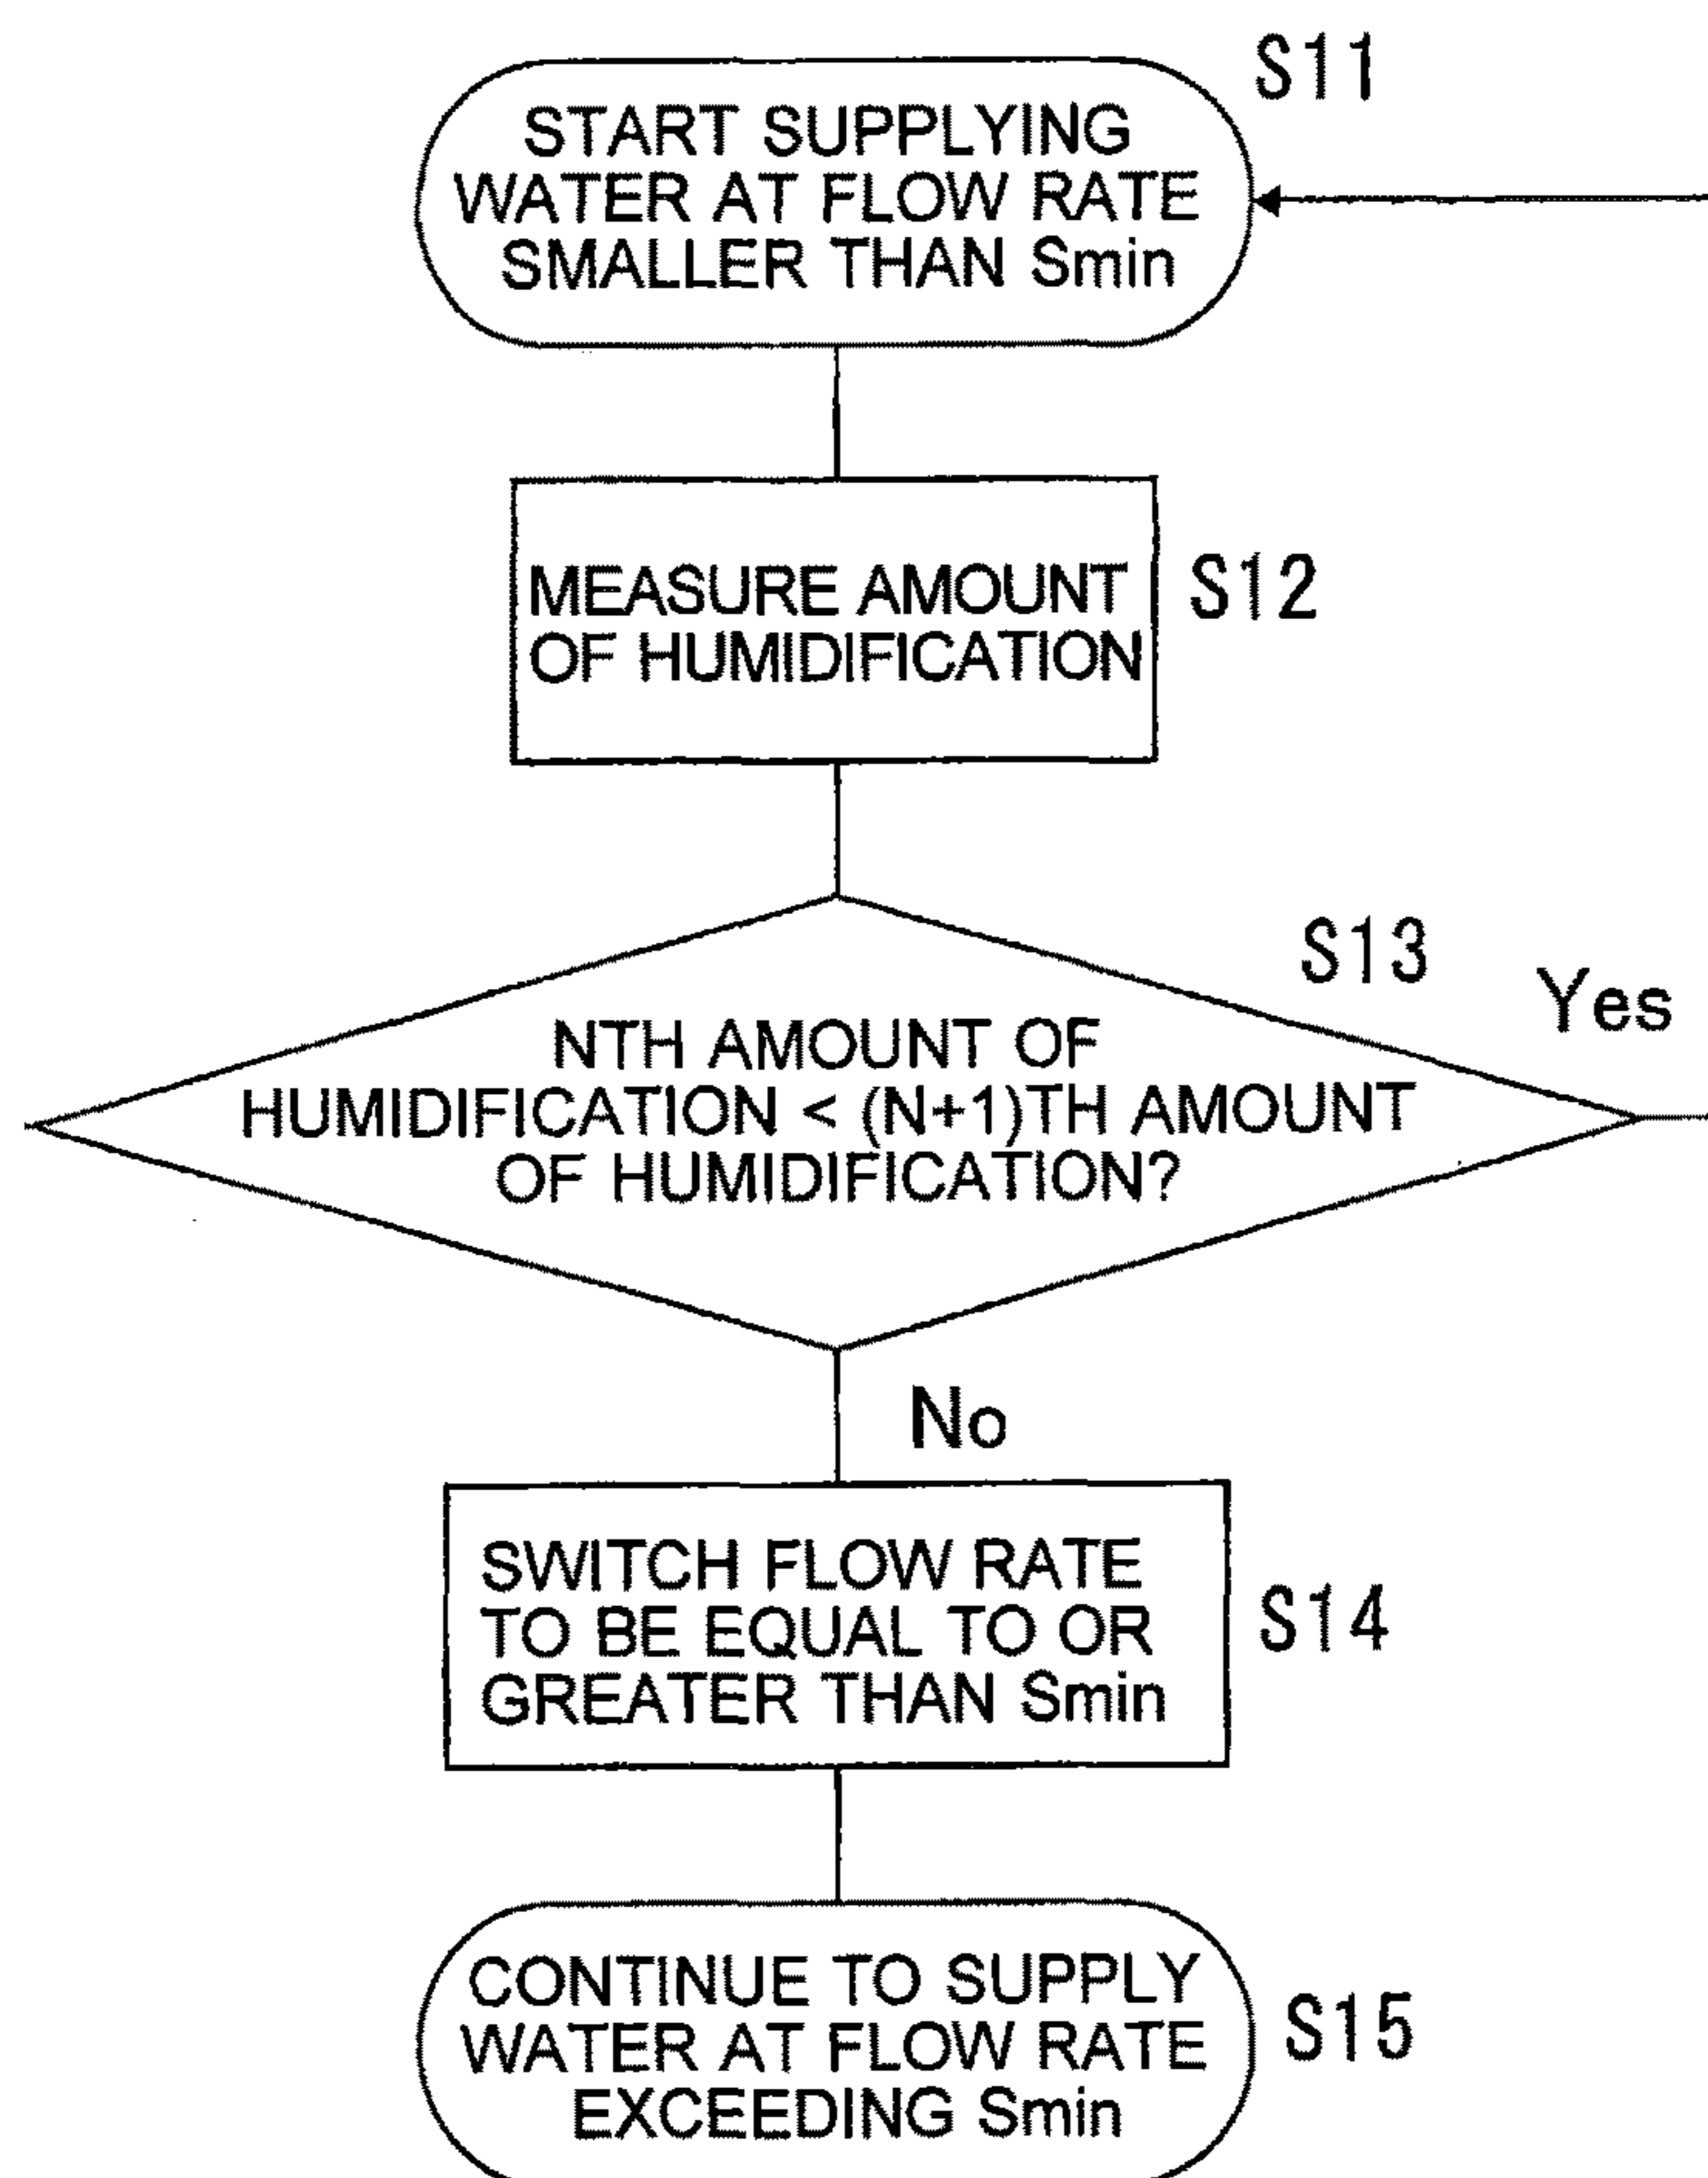 S11
START SUPPLYING
WATER AT FLOW RATE
SMALLER THAN Smin
MEASURE AMOUNT
OF HUMIDIFICATION
S12
S13
Yes
NTH AMOUNT OF
HUMIDIFICATION < (N+1)TH AMOUNT
OF HUMIDIFICATION?
No
SWITCH FLOW RATE
TO BE EQUAL TO OR
GREATER THAN Smin
S14
CONTINUE TO SUPPLY
WATER AT FLOW RATE
EXCEEDING Smin
S15